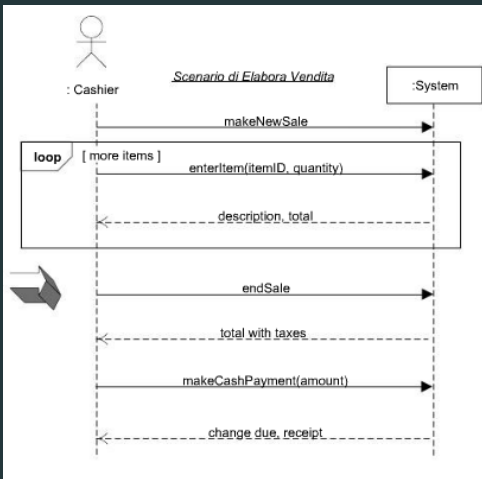 Scenario di Elabora Vendita
: Cashier
:System
makeNewSale
loop
[ more items ]
enterItem(itemID, quantity)
description, total
endSale
total with taxes
makeCashPayment(amount)
change due, receipt